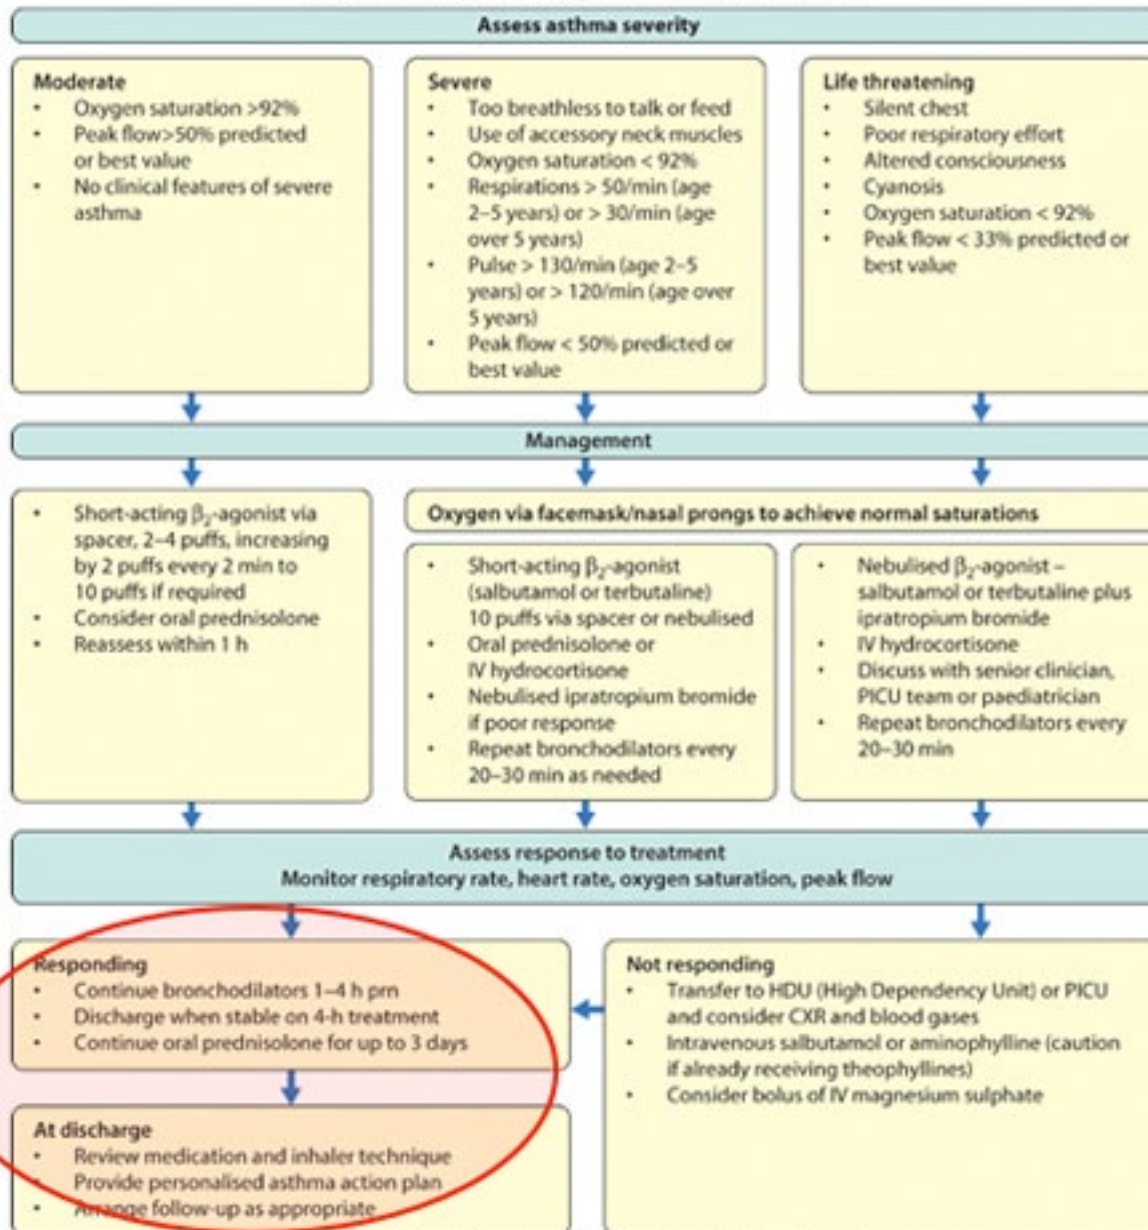 Assess asthma severity
Moderate
• Oxygen saturation >92%
• Peak flow>50% predicted
or best value
• No clinical features of severe
asthma
Severe
• Too breathless to talk or feed
• Use of accessory neck muscles
• Oxygen saturation < 92%
• Respirations > 50/min (age
2–5 years) or > 30/min (age
over 5 years)
• Pulse > 130/min (age 2–5
years) or > 120/min (age over
5 years)
• Peak flow < 50% predicted or
best value
Life threatening
• Silent chest
• Poor respiratory effort
• Altered consciousness
• Cyanosis
• Oxygen saturation < 92%
• Peak flow < 33% predicted or
best value
Management
• Short-acting β₂-agonist via
spacer, 2–4 puffs, increasing
by 2 puffs every 2 min to
10 puffs if required
• Consider oral prednisolone
• Reassess within 1 h
Oxygen via facemask/nasal prongs to achieve normal saturations
• Short-acting β₂-agonist
(salbutamol or terbutaline)
10 puffs via spacer or nebulised
• Oral prednisolone or
IV hydrocortisone
• Nebulised ipratropium bromide
if poor response
• Repeat bronchodilators every
20–30 min as needed
• Nebulised β₂-agonist –
salbutamol or terbutaline plus
ipratropium bromide
• IV hydrocortisone
• Discuss with senior clinician,
PICU team or paediatrician
• Repeat bronchodilators every
20–30 min
Assess response to treatment
Monitor respiratory rate, heart rate, oxygen saturation, peak flow
Responding
• Continue bronchodilators 1–4 h prn
• Discharge when stable on 4-h treatment
• Continue oral prednisolone for up to 3 days
Not responding
• Transfer to HDU (High Dependency Unit) or PICU
and consider CXR and blood gases
• Intravenous salbutamol or aminophylline (caution
if already receiving theophyllines)
• Consider bolus of IV magnesium sulphate
At discharge
• Review medication and inhaler technique
• Provide personalised asthma action plan
• Arrange follow-up as appropriate